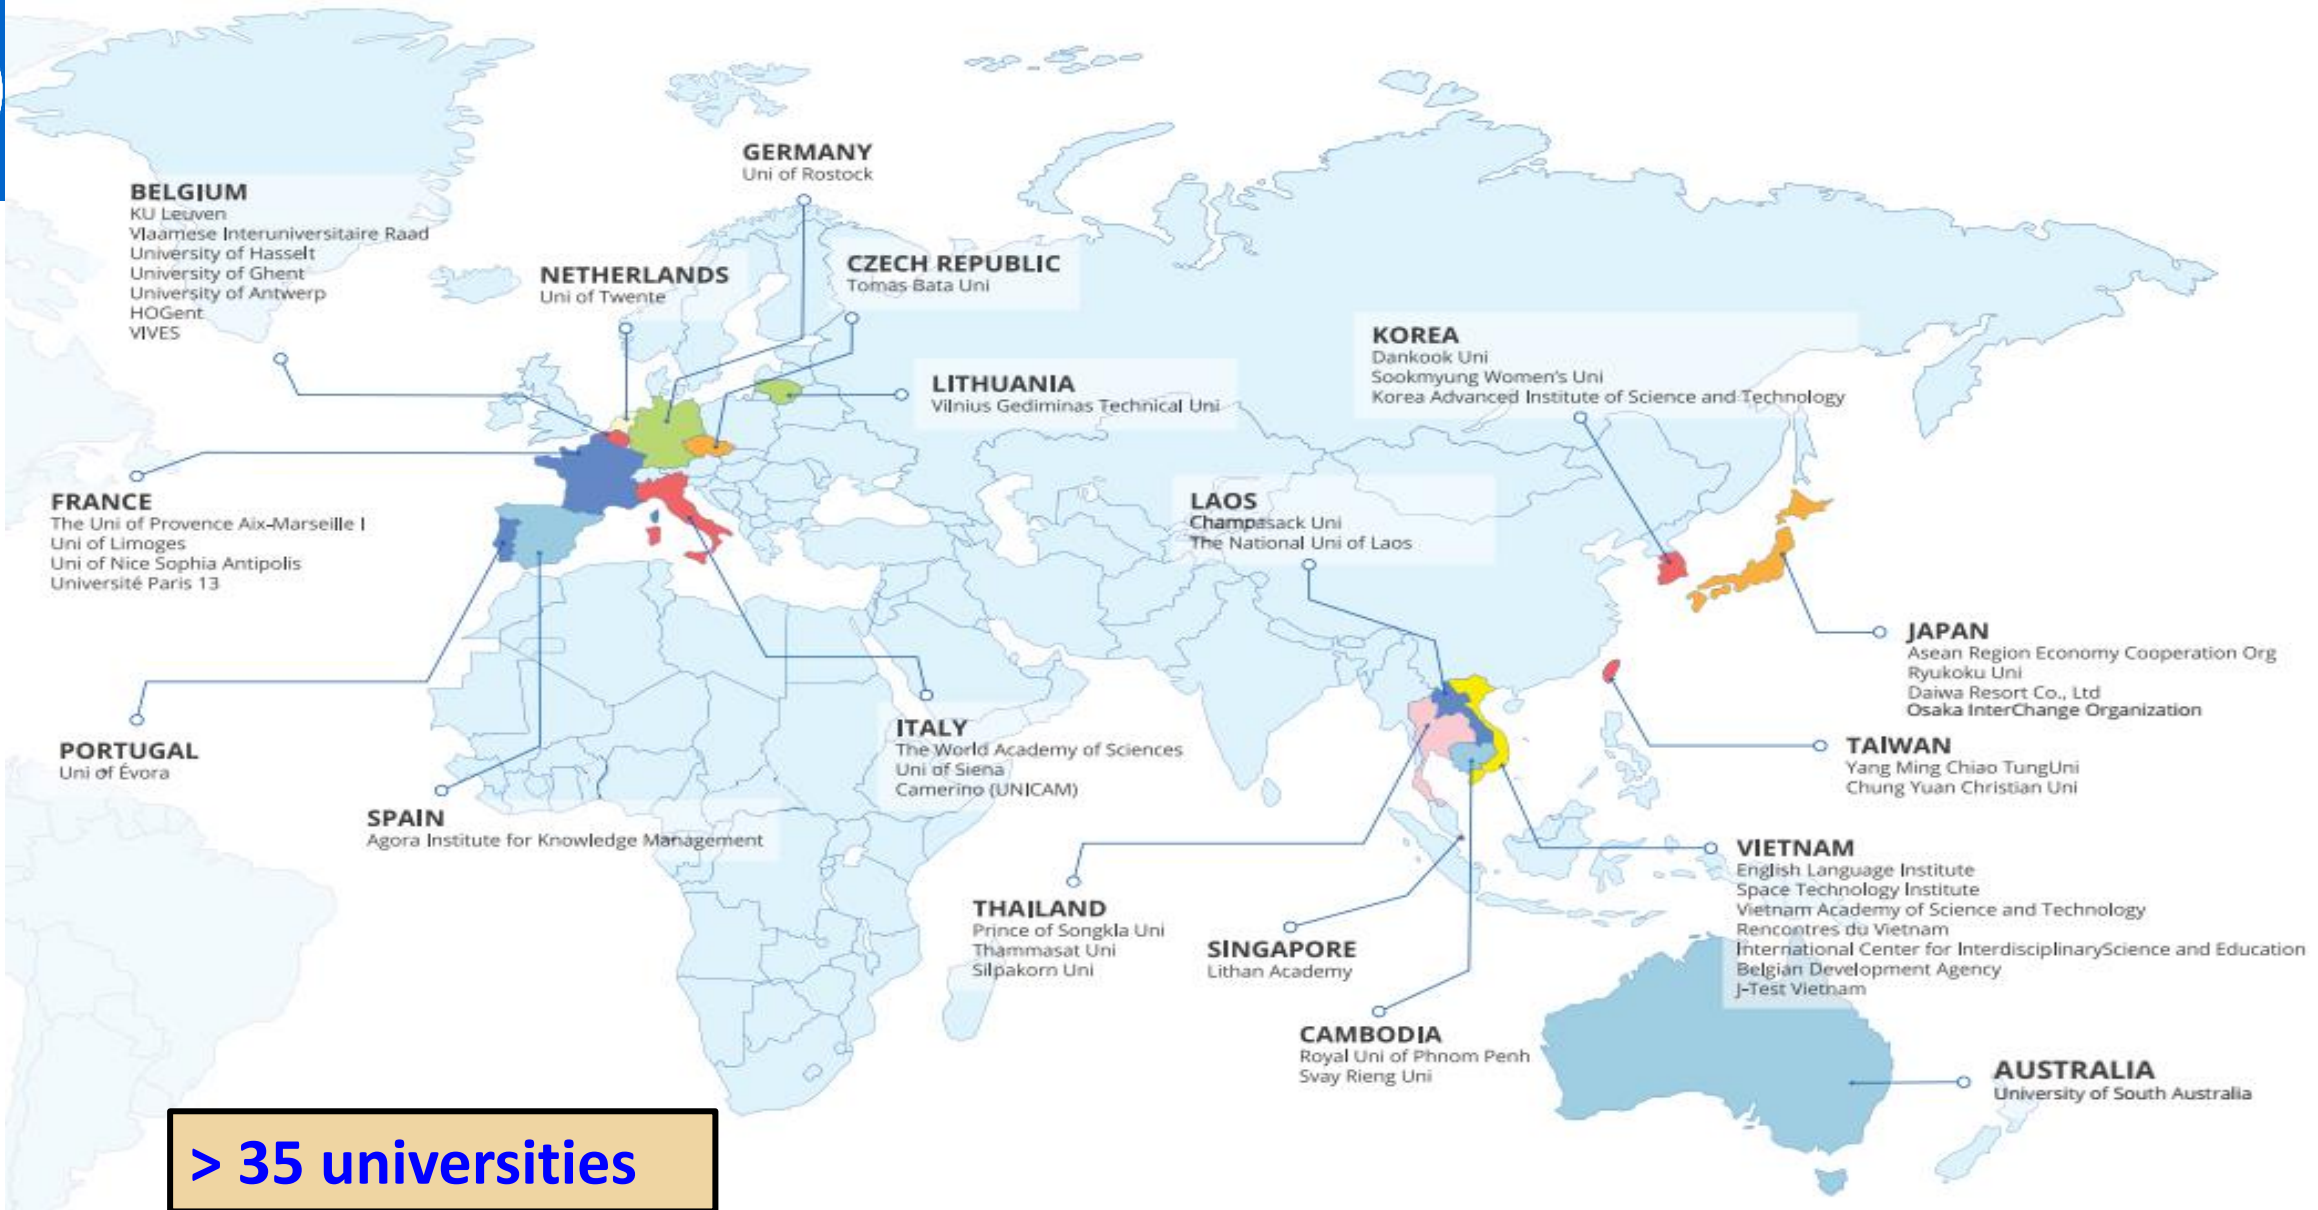 GERMANY
Uni of Rostock
BELGIUM
KU Leuven
Vlaamese Interuniversitaire Raad
University of Hasselt
University of Ghent
University of Antwerp
HOGent
VIVES
NETHERLANDS
Uni of Twente
CZECH REPUBLIC
Tomas Bata Uni
LITHUANIA
Vilnius Gediminas Technical Uni
KOREA
Dankook Uni
Sookmyung Women's Uni
Korea Advanced Institute of Science and Technology
FRANCE
The Uni of Provence Aix-Marseille I
Uni of Limoges
Uni of Nice Sophia Antipolis
Université Paris 13
LAOS
Champasack Uni
The National Uni of Laos
JAPAN
Asean Region Economy Cooperation Org
Ryukoku Uni
Daiwa Resort Co., Ltd
Osaka InterChange Organization
PORTUGAL
Uni of Évora
ITALY
The World Academy of Sciences
Uni of Siena
Camerino (UNICAM)
TAIWAN
Yang Ming Chiao TungUni
Chung Yuan Christian Uni
SPAIN
Agora Institute for Knowledge Management
VIETNAM
English Language Institute
Space Technology Institute
Vietnam Academy of Science and Technology
Rencontres du Vietnam
International Center for InterdisciplinaryScience and Education
Belgian Development Agency
J-Test Vietnam
THAILAND
Prince of Songkla Uni
Thammasat Uni
Silpakorn Uni
SINGAPORE
Lithan Academy
CAMBODIA
Royal Uni of Phnom Penh
Svay Rieng Uni
AUSTRALIA
University of South Australia
> 35 universities